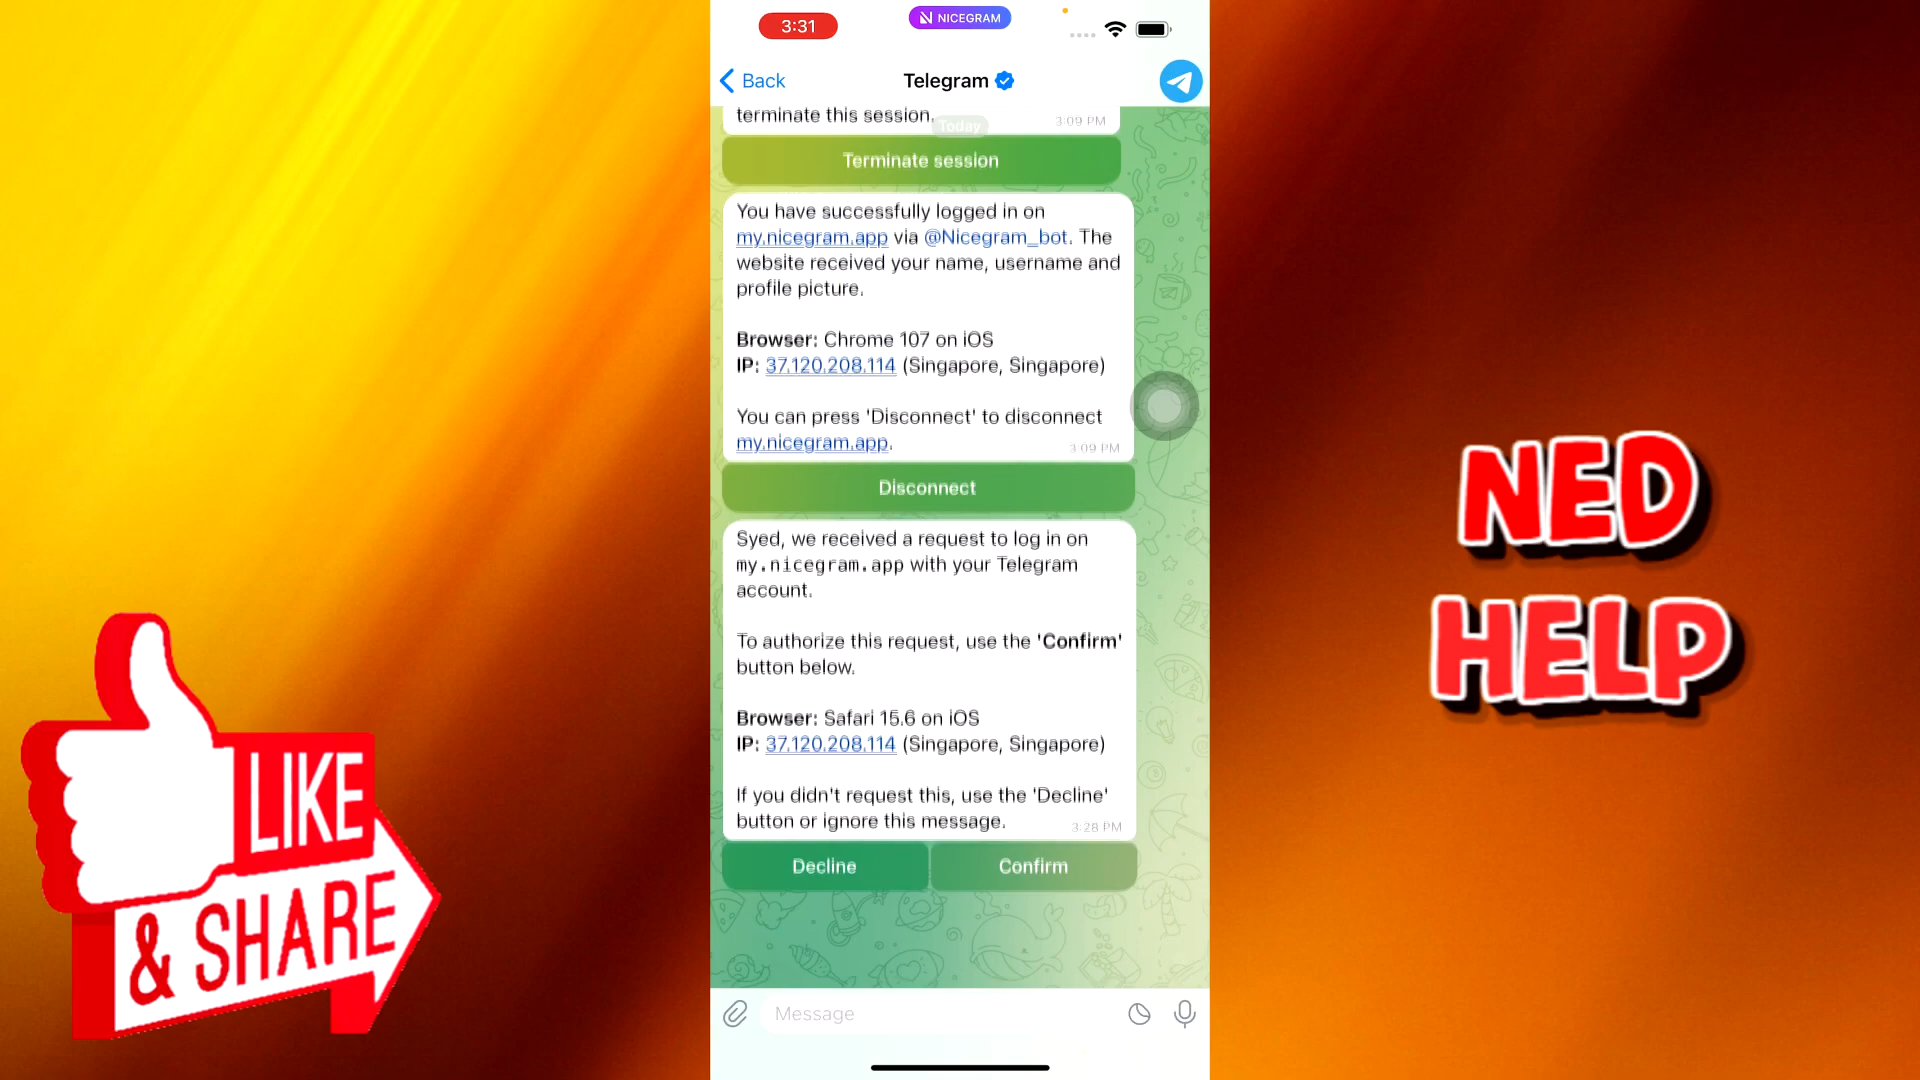 3:31
NICEGRAM
Back
Telegram
terminate this session.
3:09 PM
Today
Terminate session
You have successfully logged in on
my.nicegram.app via @Nicegram_bot. The
website received your name, username and
profile picture.
Browser: Chrome 107 on iOS
IP: 37.120.208.114 (Singapore, Singapore)
You can press 'Disconnect' to disconnect
my.nicegram.app.
3:09 PM
Disconnect
Syed, we received a request to log in on
my.nicegram.app with your Telegram
account.
To authorize this request, use the 'Confirm'
button below.
Browser: Safari 15.6 on iOS
IP: 37.120.208.114 (Singapore, Singapore)
If you didn't request this, use the 'Decline'
button or ignore this message.
3:28 PM
Decline
Confirm
Message
LIKE
& SHARE
NED
HELP